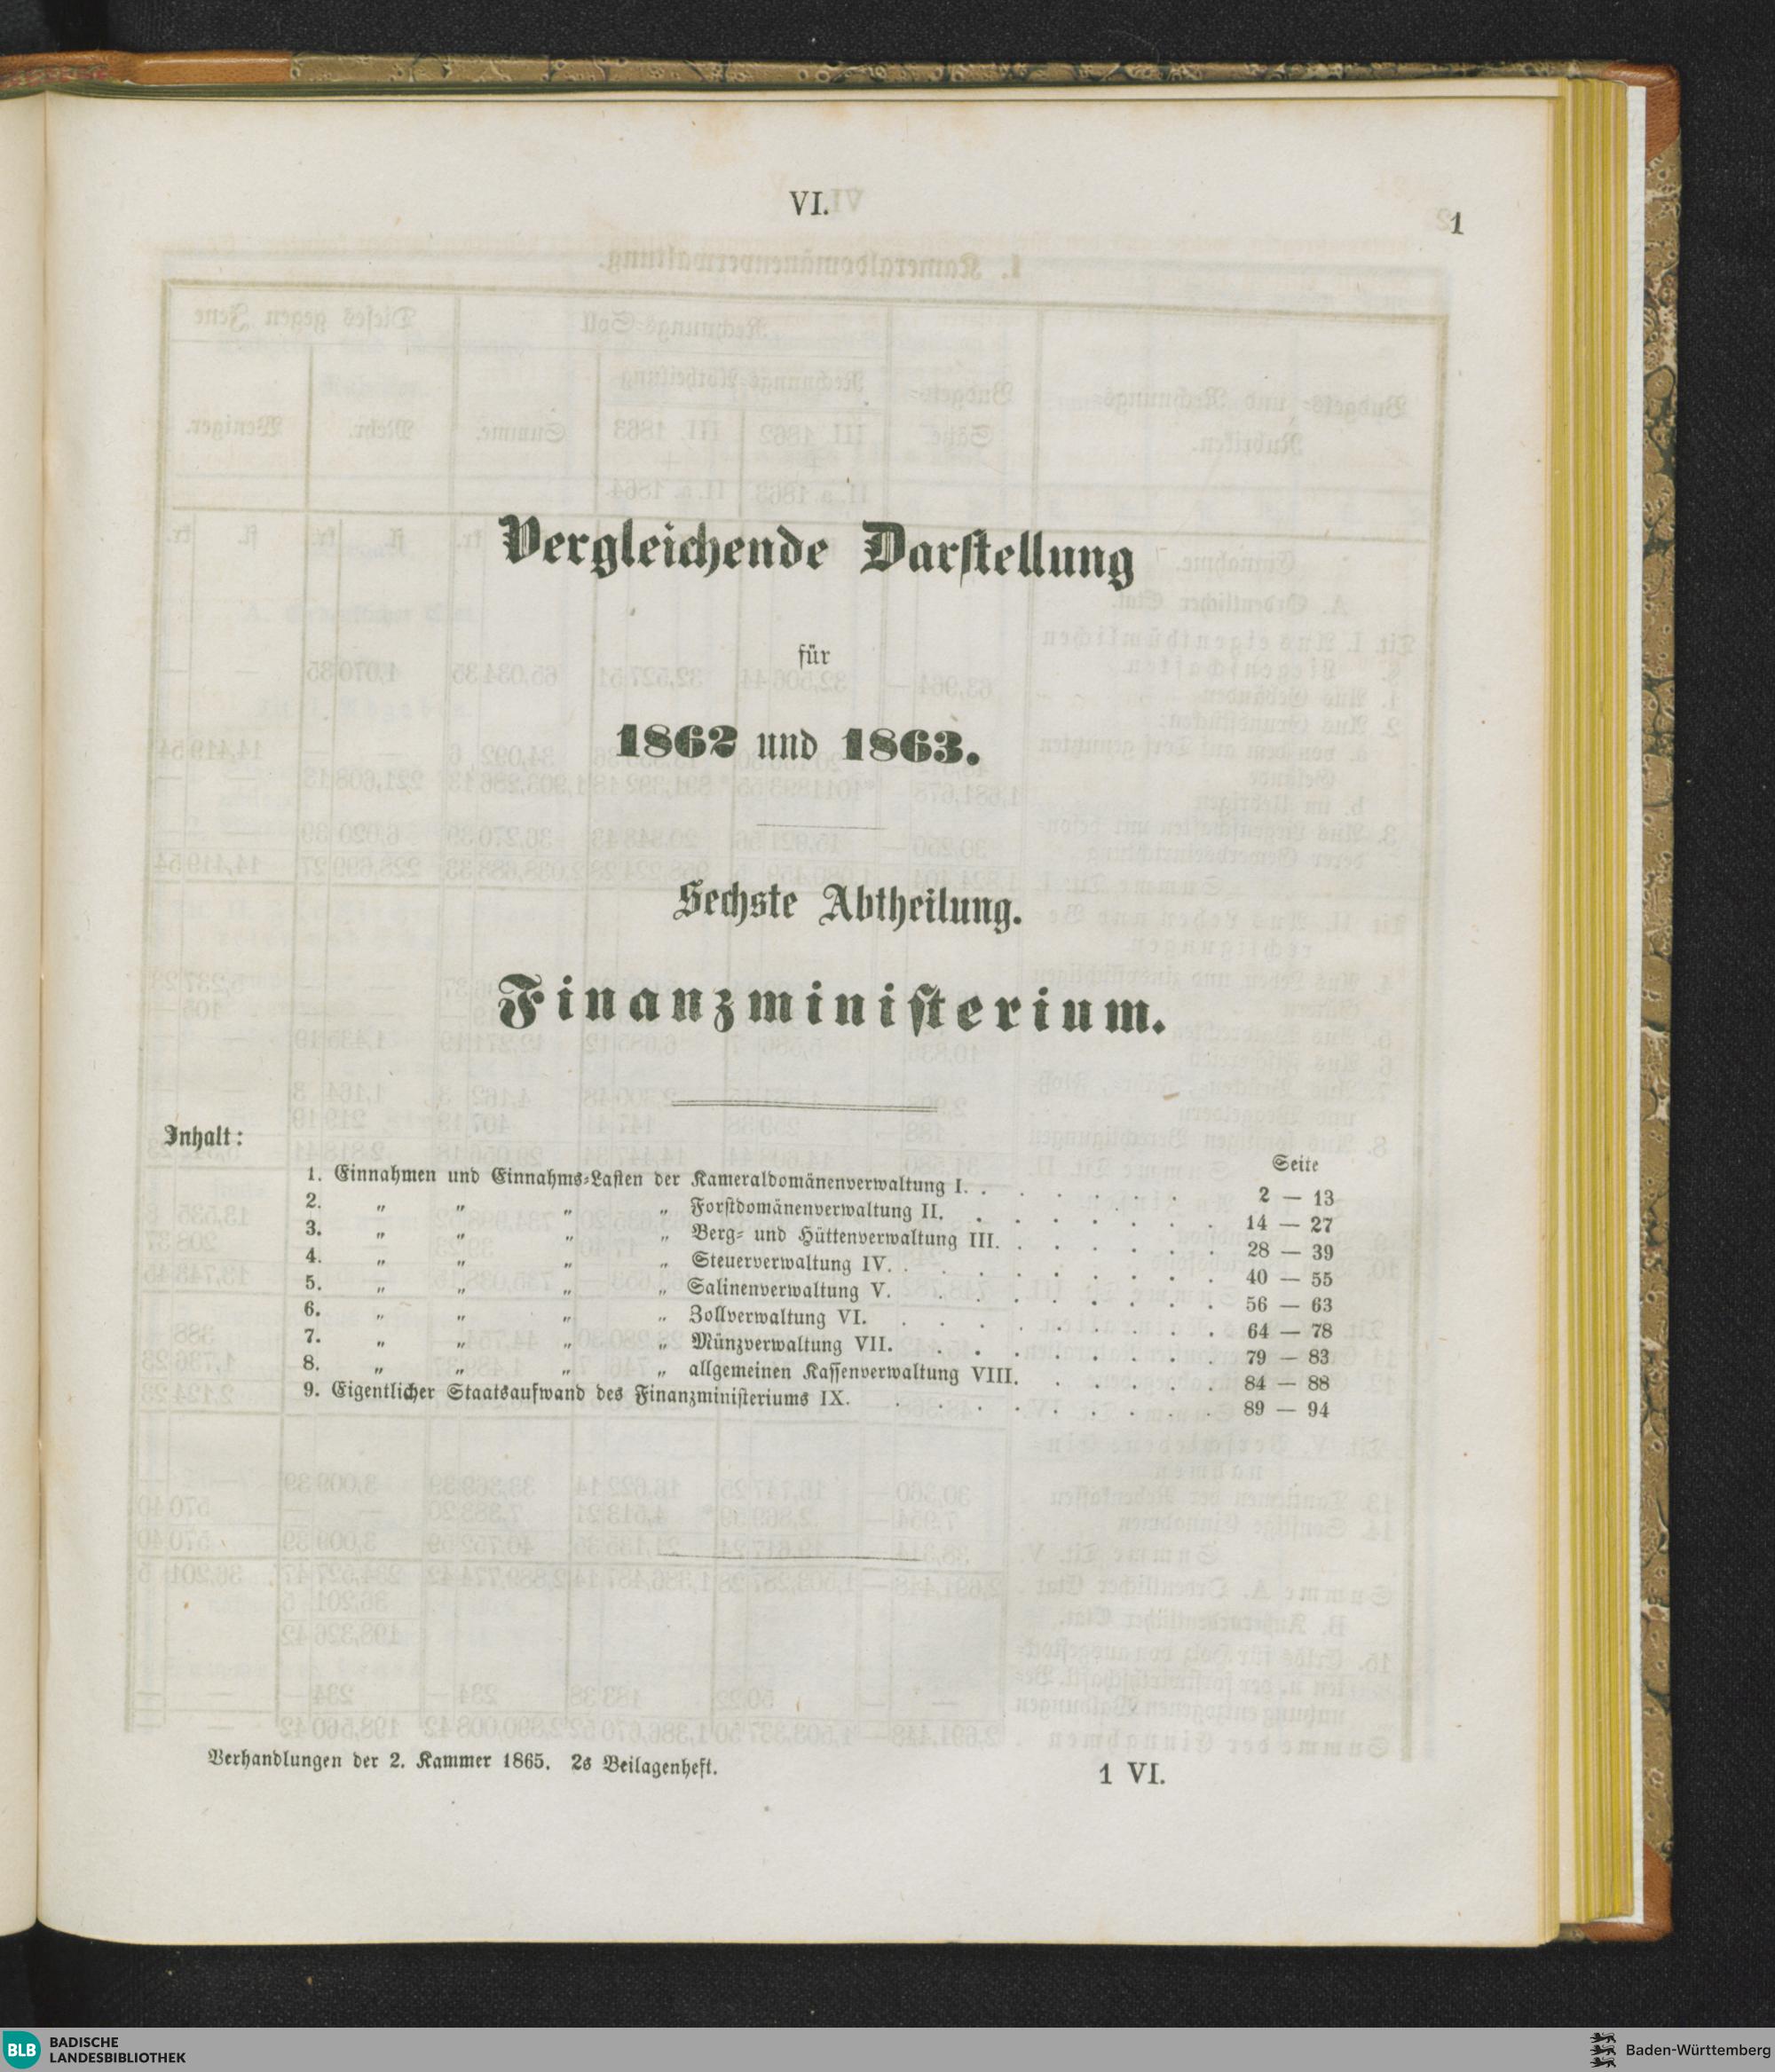 VI.
1
Vergleichende Darstellung
für
1862 und 1863.
Sechste Abtheilung.
Finanzministerium.
Inhalt:
Seite
1. Einnahmen und Einnahms-Lasten der Kameraldomänenverwaltung I. . . . . . . . 2 — 13
2. „ „ „ „ Forstdomänenverwaltung II. . . . . . . . 14 — 27
3. „ „ „ „ Berg- und Hüttenverwaltung III. . . . . . . 28 — 39
4. „ „ „ „ Steuerverwaltung IV. . . . . . . . . 40 — 55
5. „ „ „ „ Salinenverwaltung V. . . . . . . . . 56 — 63
6. „ „ „ „ Zollverwaltung VI. . . . . . . . . . 64 — 78
7. „ „ „ „ Münzverwaltung VII. . . . . . . . . 79 — 83
8. „ „ „ „ allgemeinen Kassenverwaltung VIII. . . . . . 84 — 88
9. Eigentlicher Staatsaufwand des Finanzministeriums IX. . . . . . . . . . 89 — 94
Verhandlungen der 2. Kammer 1865. 2s Beilagenheft.
1 VI.
BLB BADISCHE
LANDESBIBLIOTHEK
Baden-Württemberg